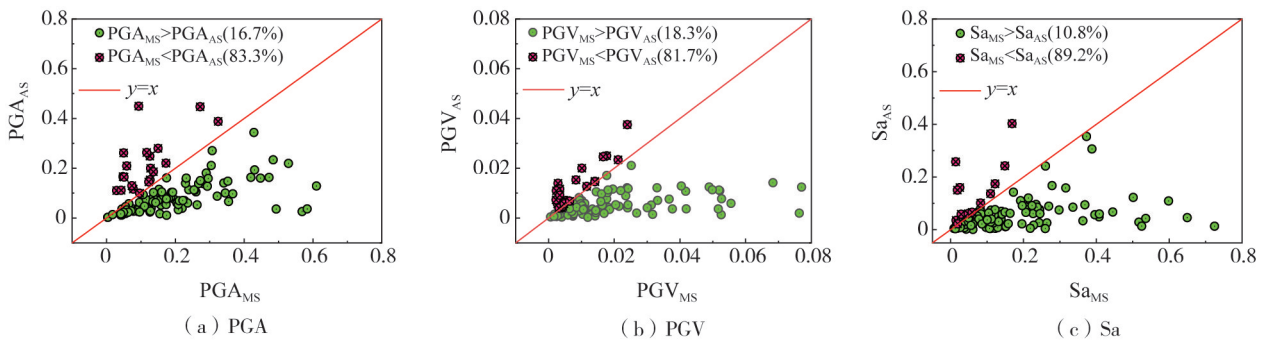 0.8
0.6
0.4
0.2
0
PGA_AS
PGA_MS>PGA_AS(16.7%)
PGA_MS<PGA_AS(83.3%)
y=x
0 0.2 0.4 0.6 0.8
PGA_MS
(a) PGA
0.08
0.06
0.04
0.02
0
PGV_AS
PGV_MS>PGV_AS(18.3%)
PGV_MS<PGV_AS(81.7%)
y=x
0 0.02 0.04 0.06 0.08
PGV_MS
(b) PGV
0.8
0.6
0.4
0.2
0
Sa_AS
Sa_MS>Sa_AS(10.8%)
Sa_MS<Sa_AS(89.2%)
y=x
0 0.2 0.4 0.6 0.8
Sa_MS
(c) Sa